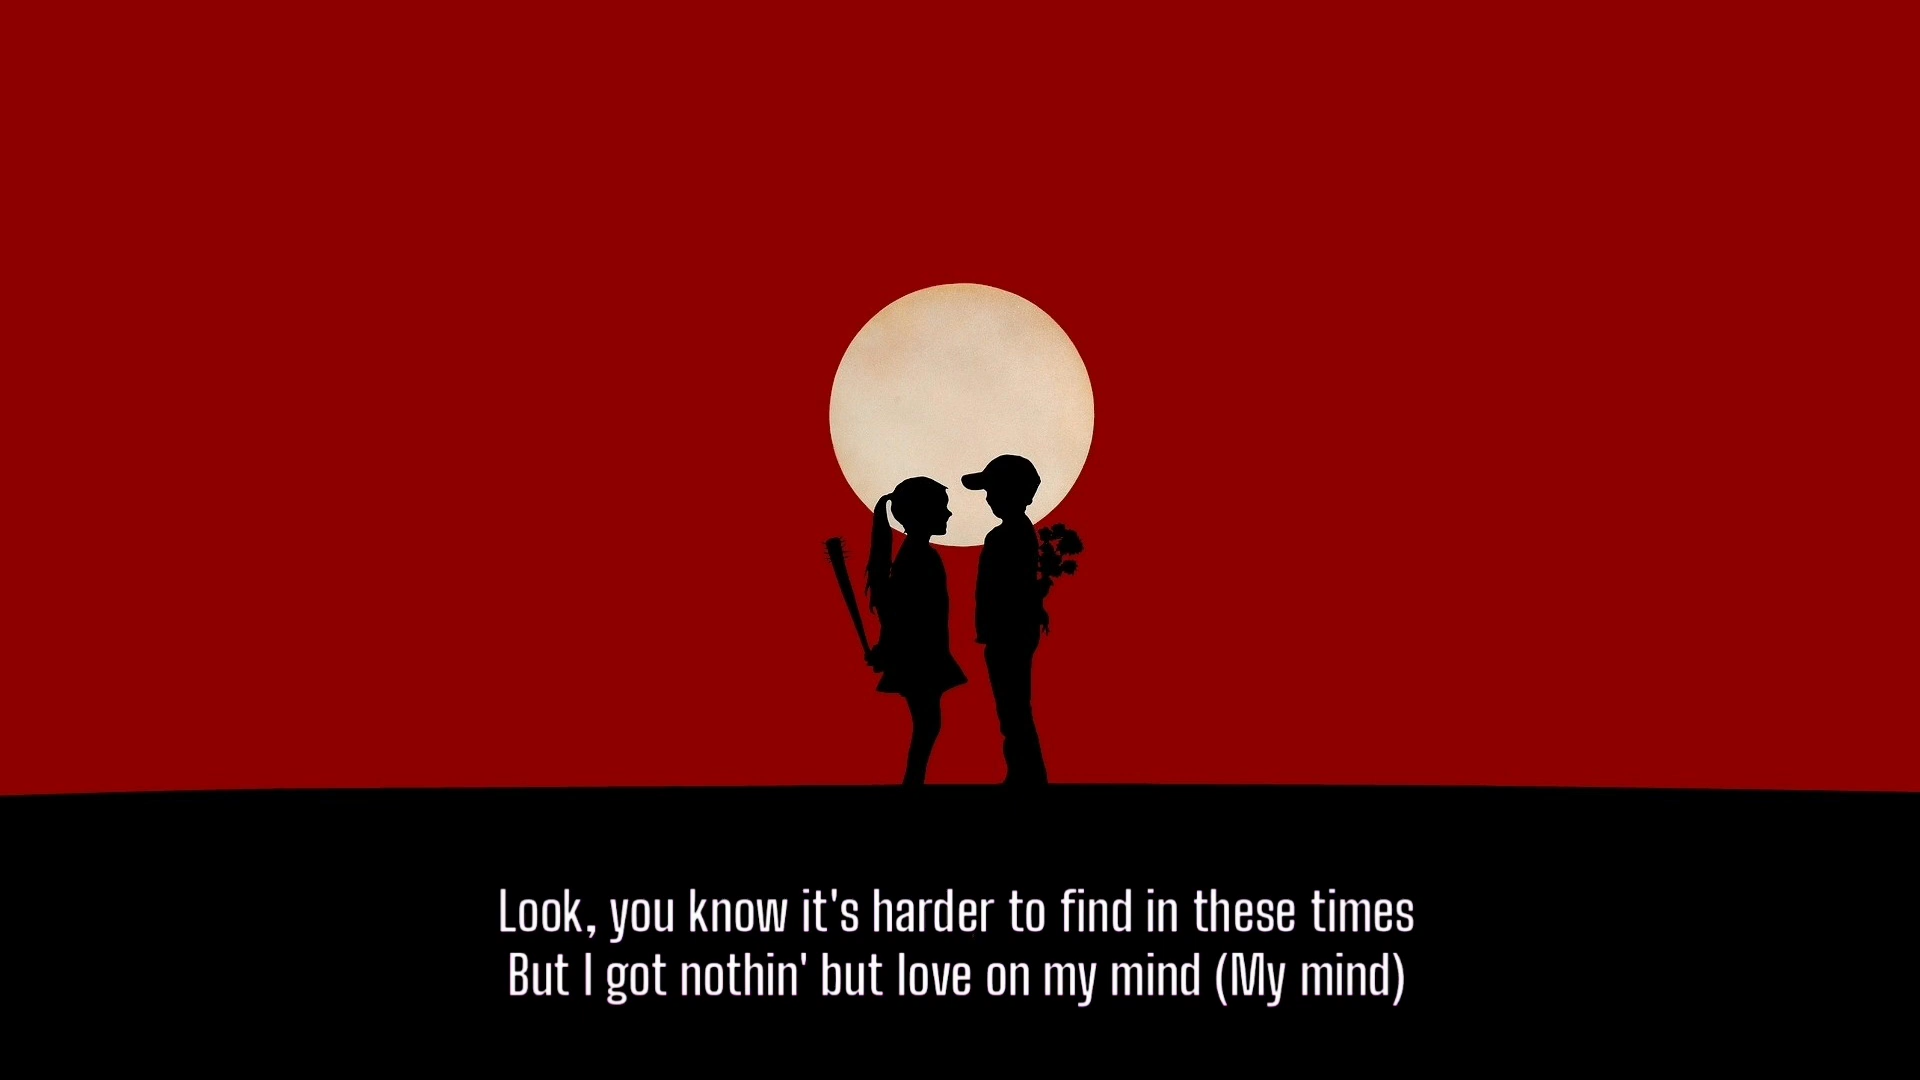 Look, you know it's harder to find in these times
But I got nothin' but love on my mind (My mind)